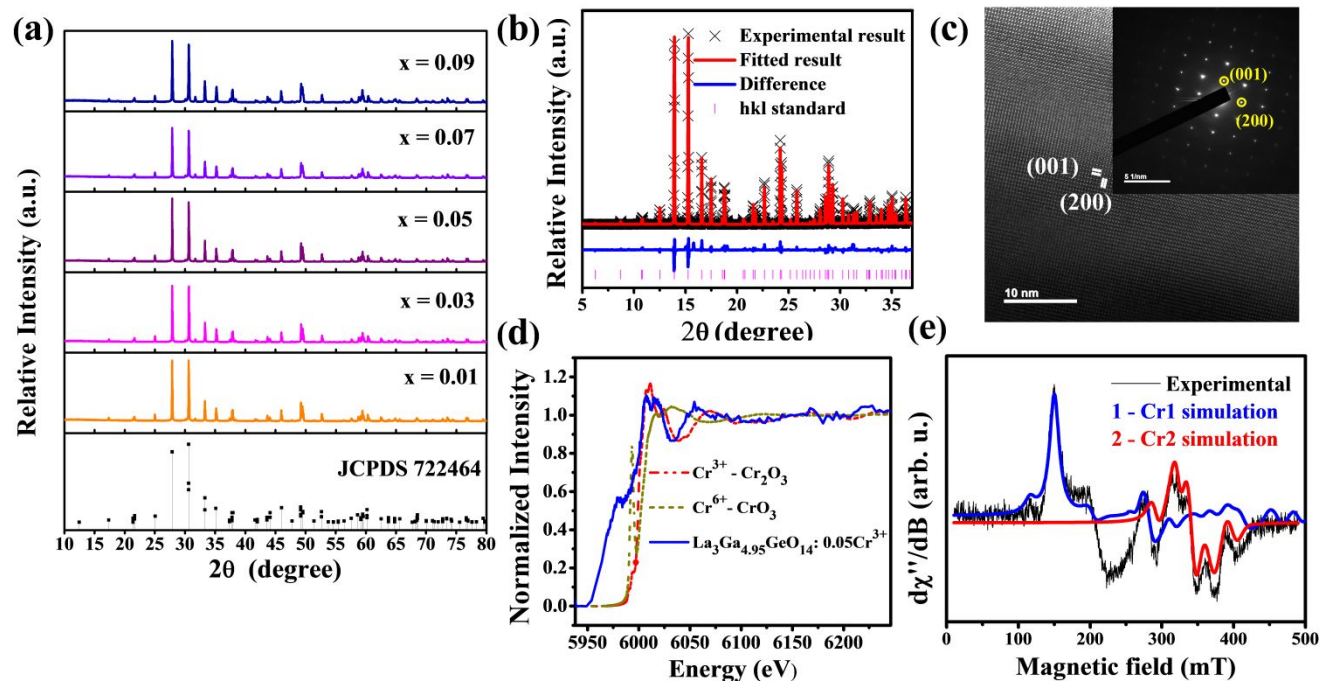 (a)
Relative Intensity (a.u.)
x = 0.09
x = 0.07
x = 0.05
x = 0.03
x = 0.01
JCPDS 722464
10 15 20 25 30 35 40 45 50 55 60 65 70 75 80
2θ (degree)
(b)
Relative Intensity (a.u.)
Experimental result
Fitted result
Difference
hkl standard
5 10 15 20 25 30 35
2θ (degree)
(c)
(001)
(200)
5 1/nm
(001)
(200)
10 nm
(d)
Normalized Intensity
1.2
1.0
0.8
0.6
0.4
0.2
0.0
Cr³⁺ - Cr₂O₃
Cr⁶⁺ - CrO₃
La₃Ga₄.₉₅GeO₁₄: 0.05Cr³⁺
5950 6000 6050 6100 6150 6200
Energy (eV)
(e)
dχ''/dB (arb. u.)
Experimental
1 - Cr1 simulation
2 - Cr2 simulation
0 100 200 300 400 500
Magnetic field (mT)